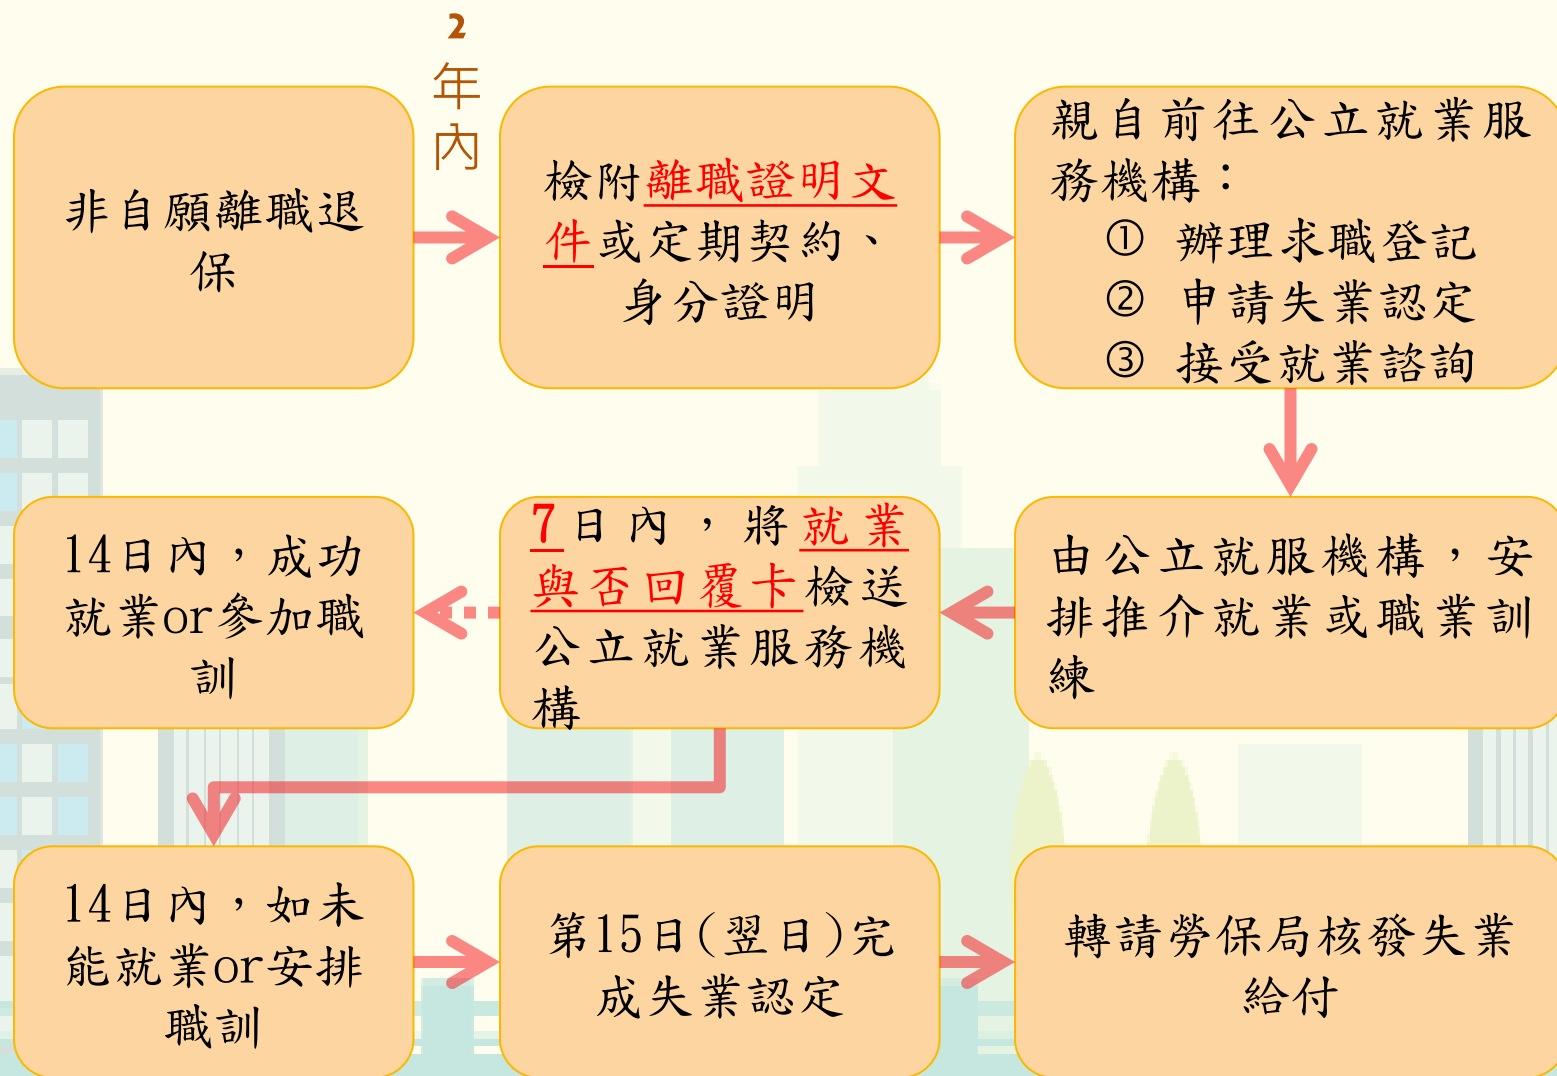 2
年
內
非自願離職退
保
檢附離職證明文
件或定期契約、
身分證明
親自前往公立就業服
務機構：
① 辦理求職登記
② 申請失業認定
③ 接受就業諮詢
14日內，成功
就業or參加職
訓
7日內，將就業
與否回覆卡檢送
公立就業服務機
構
由公立就服機構，安
排推介就業或職業訓
練
14日內，如未
能就業or安排
職訓
第15日(翌日)完
成失業認定
轉請勞保局核發失業
給付